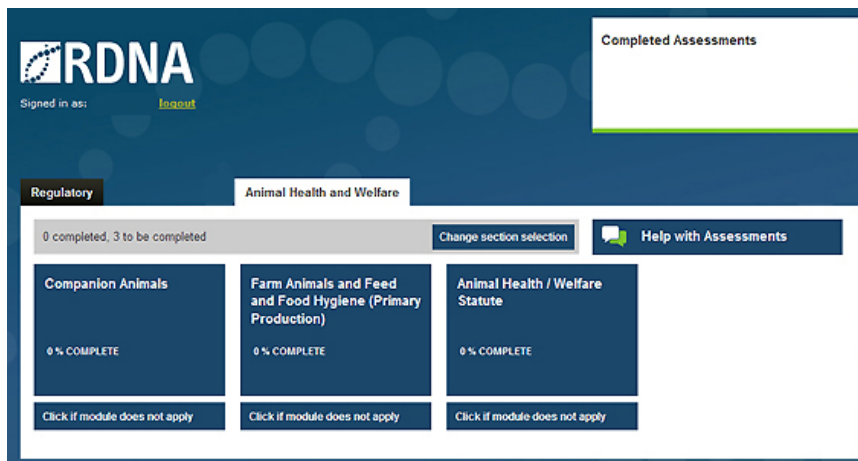 RDNA
Signed in as: logout
Completed Assessments
Regulatory
Animal Health and Welfare
0 completed, 3 to be completed
Change section selection
Help with Assessments
Companion Animals
0 % COMPLETE
Click if module does not apply
Farm Animals and Feed
and Food Hygiene (Primary
Production)
0 % COMPLETE
Click if module does not apply
Animal Health / Welfare
Statute
0 % COMPLETE
Click if module does not apply